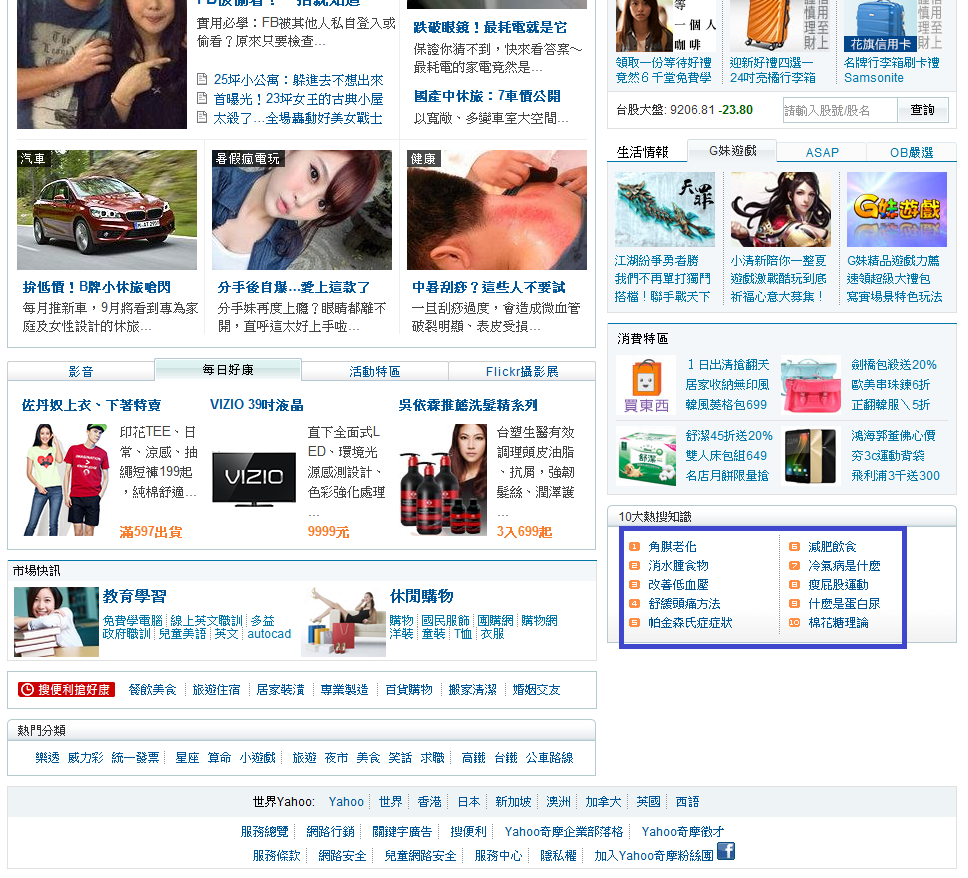 實用必學：FB被其他人私自登入或
偷看？原來只要檢查...
25坪小公寓：躲進去不想出來
首曝光！23坪女王的古典小屋
太殺了...全場轟動好美女戰士
跌破眼鏡！最耗電就是它
保證你猜不到，快來看答案～
最耗電的家電竟然是...
國產中休旅：7車價公開
以寬敞、多變車室大空間...
等
一個人
咖啡
領取一份等待好禮
竟然6千堂免費學
謹慎理財
信用至上
迎新好禮四選一
24吋亮橘行李箱
花旗信用卡
謹慎理財
信用至上
名牌行李箱刷卡禮
Samsonite
台股大盤: 9206.81 -23.80
請輸入股號/股名
查詢
汽車
拚低價！B牌小休旅嗆閃
每月推新車，9月將看到專為家
庭及女性設計的休旅...
暑假瘋電玩
分手後自爆...愛上這款了
分手妹再度上癮？眼睛都離不
開，直呼這太好上手啦...
健康
中暑刮痧？這些人不要試
一旦刮痧過度，會造成微血管
破裂明顯、表皮受損...
生活情報
G妹遊戲
ASAP
OB嚴選
天罪
江湖紛爭勇者勝
我們不再單打獨鬥
搭檔！聯手戰天下
小清新陪你一整夏
遊戲激戰酷玩到底
祈福心意大募集！
G妹遊戲
G妹精品遊戲力薦
速領超級大禮包
寫實場景特色玩法
消費特區
買東西
１日出清搶翻天
居家收納無印風
韓風菱格包699
劍橋包殺送20%
歐美串珠鍊6折
正翻韓服＼5折
舒潔
舒潔45折送20%
雙人床包組649
名店月餅限量搶
鴻海郭董佛心價
夯3c運動背袋
飛利浦3千送300
影音
每日好康
活動特區
Flickr攝影展
佐丹奴上衣、下著特賣
印花TEE、日
常、涼感、抽
繩短褲199起
，純棉舒適...
滿597出貨
VIZIO 39吋液晶
VIZIO
直下全面式L
ED、環境光
源感測設計、
色彩強化處理
...
9999元
吳依霖推薦洗髮精系列
台塑生醫有效
調理頭皮油脂
、抗屑，強韌
髮絲、潤澤護
...
3入699起
10大熱搜知識
1 角膜老化
2 消水腫食物
3 改善低血壓
4 舒緩頭痛方法
5 帕金森氏症症狀
6 減肥飲食
7 冷氣病是什麼
8 瘦屁股運動
9 什麼是蛋白尿
10 棉花糖理論
市場快訊
教育學習
免費學電腦 線上英文職訓 多益
政府職訓 兒童美語 英文 autocad
休閒購物
購物 國民服飾 團購網 購物網
洋裝 童裝 T恤 衣服
搜便利搶好康 餐飲美食 旅遊住宿 居家裝潢 專業製造 百貨購物 搬家清潔 婚姻交友
熱門分類
樂透 威力彩 統一發票 星座 算命 小遊戲 旅遊 夜市 美食 笑話 求職 高鐵 台鐵 公車路線
世界Yahoo: Yahoo 世界 香港 日本 新加坡 澳洲 加拿大 英國 西語
服務總覽 網路行銷 關鍵字廣告 搜便利 Yahoo奇摩企業部落格 Yahoo奇摩徵才
服務條款 網路安全 兒童網路安全 服務中心 隱私權 加入Yahoo奇摩粉絲團